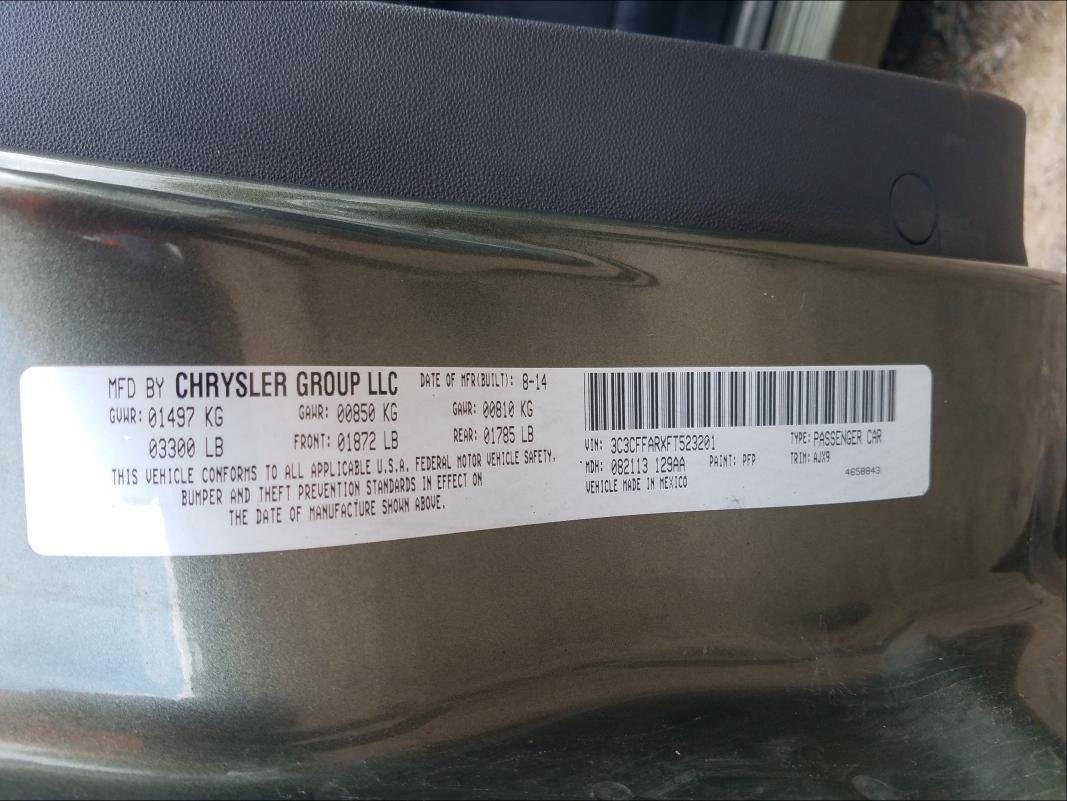 MFD BY CHRYSLER GROUP LLC DATE OF MFR(BUILT): 8-14
GVWR: 01497 KG GAWR: 00850 KG GAWR: 00810 KG
03300 LB FRONT: 01872 LB REAR: 01785 LB
THIS VEHICLE CONFORMS TO ALL APPLICABLE U.S.A. FEDERAL MOTOR VEHICLE SAFETY.
BUMPER AND THEFT PREVENTION STANDARDS IN EFFECT ON
THE DATE OF MANUFACTURE SHOWN ABOVE.
VIN: 3C3CFFARXFT523201 TYPE: PASSENGER CAR
MDH: 082113 129AA PAINT: PFP TRIM: AJX9
VEHICLE MADE IN MEXICO 4658843